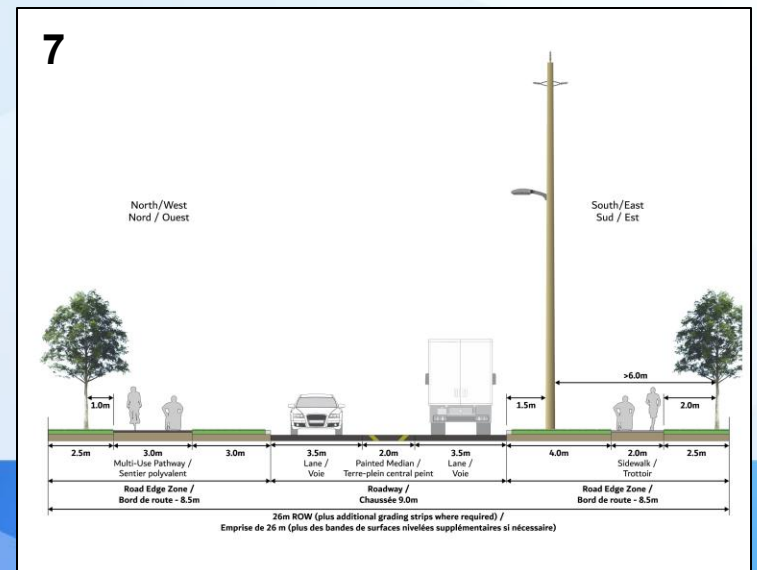 7
North/West
Nord / Ouest
South/East
Sud / Est
>6.0m
1.0m
1.5m
2.0m
2.5m 3.0m 3.0m 3.5m 2.0m 3.5m 4.0m 2.0m 2.5m
Multi-Use Pathway /
Sentier polyvalent
Lane /
Voie
Painted Median /
Terre-plein central peint
Lane /
Voie
Sidewalk /
Trottoir
Road Edge Zone /
Bord de route - 8.5m
Roadway /
Chaussée 9.0m
Road Edge Zone /
Bord de route - 8.5m
26m ROW (plus additional grading strips where required) /
Emprise de 26 m (plus des bandes de surfaces nivelées supplémentaires si nécessaire)